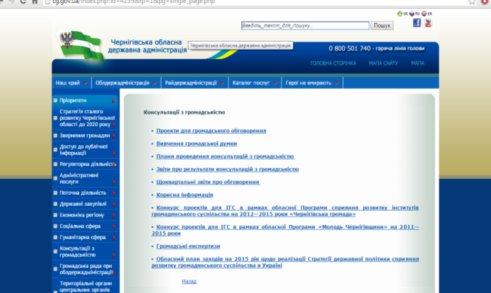 cg.gov.ua/index.php?id=4239&tp=1&pg=single_page.php
Введіть_текст_для_пошуку...
Пошук
Чернігівська обласна
державна адміністрація
Чернігівська обласна державна адміністрація
0 800 501 740 - гаряча лінія голови
ГОЛОВНА СТОРІНКА МАПА САЙТУ МАПА
Наш край Облдержадміністрація Райдержадміністрації Каталог послуг Герої не вмирають
Пріоритети
Стратегія сталого
розвитку Чернігівської
області до 2020 року
Звернення громадян
Доступ до публічної
інформації
Регуляторна діяльність
Адміністративні
послуги
Поточна діяльність
Державні закупівлі
Економіка регіону
Соціальна сфера
Гуманітарна сфера
Консультації з
громадськістю
Громадська рада при
облдержадміністрації
Територіальні органи
центральних органів
Консультації з громадськістю
Проекти для громадського обговорення
Вивчення громадської думки
Плани проведення консультацій з громадськістю
Звіти про результати консультацій з громадськістю
Щоквартальні звіти про обговорення
Корисна інформація
Конкурс проектів для ІГС в рамках обласної Програми сприяння розвитку інститутів
громадянського суспільства на 2012—2015 роки «Чернігівська громада»
Конкурс проектів для ІГС в рамках обласної Програми «Молодь Чернігівщини» на 2011—
2015 роки
Громадські експертизи
Обласний план заходів на 2015 рік щодо реалізації Стратегії державної політики сприяння
розвитку громадянського суспільства в Україні
Назад